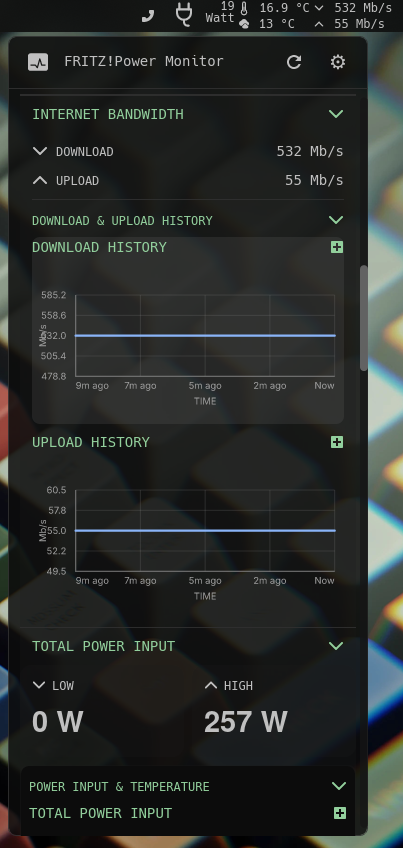 19 Watt 16.9 °C 13 °C 532 Mb/s 55 Mb/s
FRITZ!Power Monitor
INTERNET BANDWIDTH
DOWNLOAD 532 Mb/s
UPLOAD 55 Mb/s
DOWNLOAD & UPLOAD HISTORY
DOWNLOAD HISTORY
585.2
558.6
532.0
505.4
478.8
Mb/s
9m ago 7m ago 5m ago 2m ago Now
TIME
UPLOAD HISTORY
60.5
57.8
55.0
52.2
49.5
Mb/s
9m ago 7m ago 5m ago 2m ago Now
TIME
TOTAL POWER INPUT
LOW HIGH
0 W 257 W
POWER INPUT & TEMPERATURE
TOTAL POWER INPUT